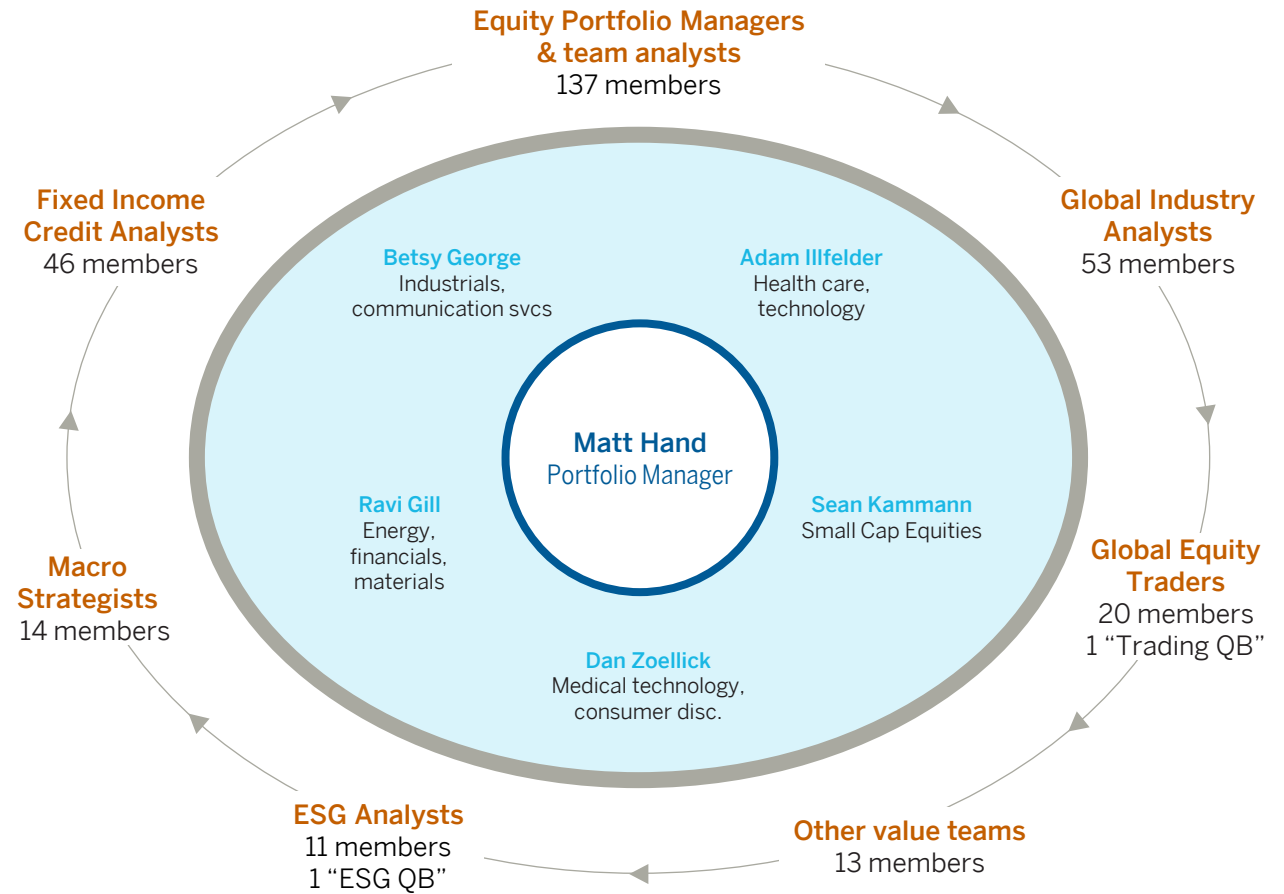 Equity Portfolio Managers
& team analysts
137 members
Fixed Income
Credit Analysts
46 members
Global Industry
Analysts
53 members
Betsy George
Industrials,
communication svcs
Adam Illfelder
Health care,
technology
Matt Hand
Portfolio Manager
Ravi Gill
Energy,
financials,
materials
Sean Kammann
Small Cap Equities
Macro
Strategists
14 members
Global Equity
Traders
20 members
1 “Trading QB”
Dan Zoellick
Medical technology,
consumer disc.
ESG Analysts
11 members
1 “ESG QB”
Other value teams
13 members